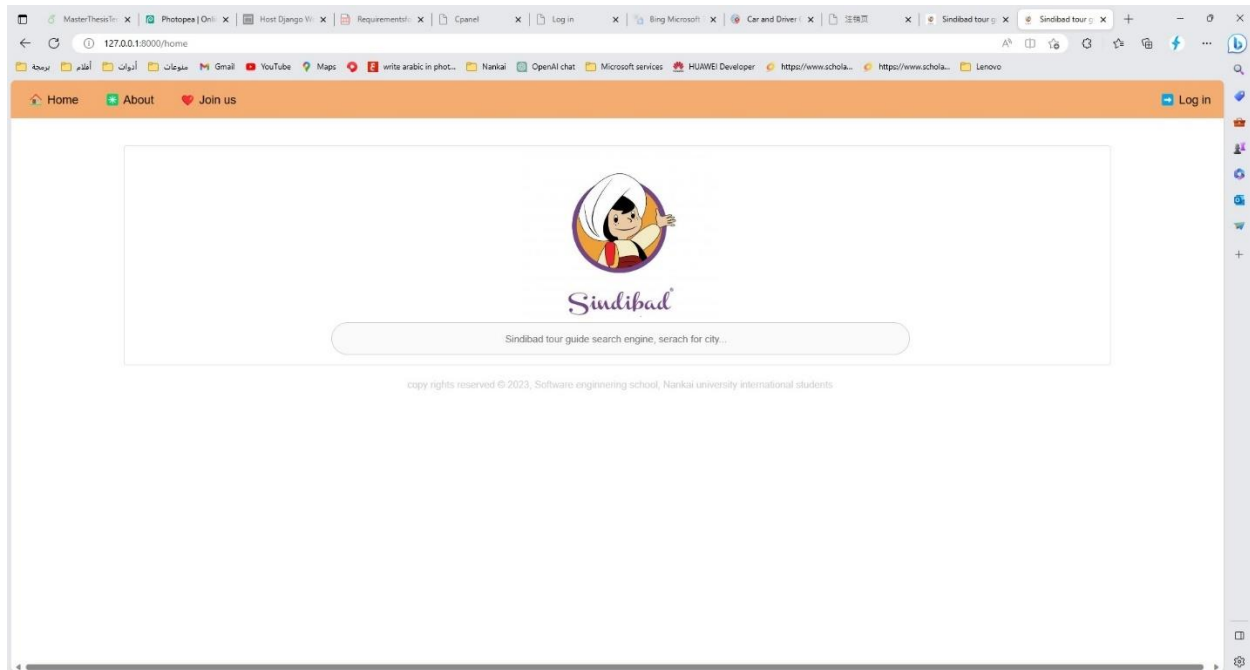 MasterThesisTe
Photopea | Onli
Host Django W
Requirements
Cpanel
Log in
Bing Microsoft
Car and Driver
Sindibad tour g
Sindibad tour g
127.0.0.1:8000/home
برمجة
أفلام
أدوات
منوعات
Gmail
YouTube
Maps
write arabic in phot...
Nankai
OpenAI chat
Microsoft services
HUAWEI Developer
https://www.schola...
https://www.schola...
Lenovo
Home
About
Join us
Log in
Sindibad
Sindibad tour guide search engine, serach for city...
copy rights reserved © 2023, Software enginnering school, Nankai university international students